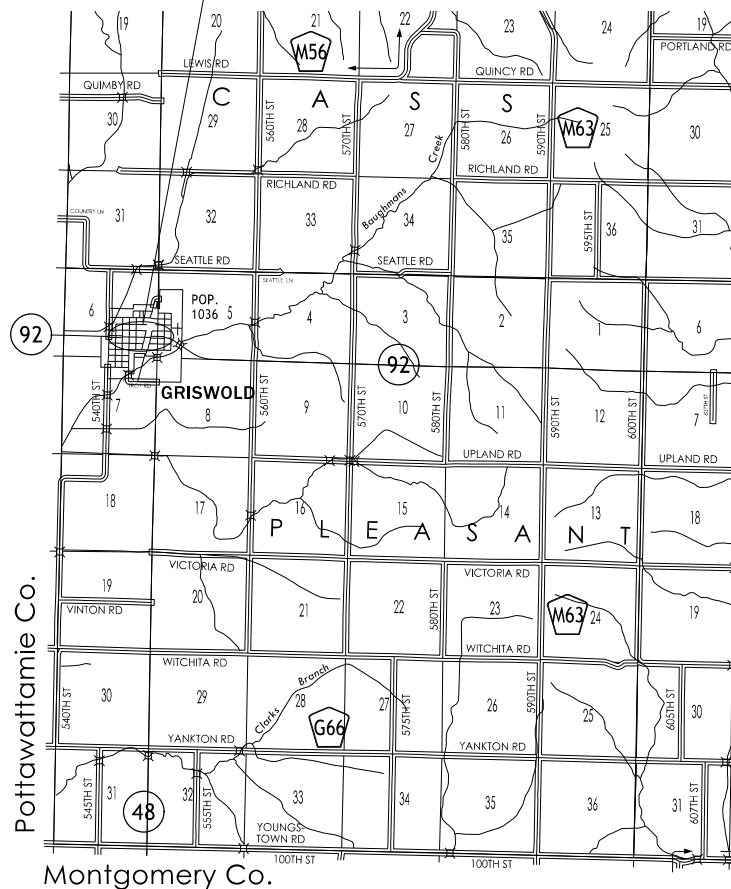 19
20
21
22
23
24
19
PORTLAND RD
M56
LEWIS RD
QUINCY RD
QUIMBY RD
C A S S
30
29
28
27
26
25
30
560TH ST
570TH ST
580TH ST
590TH ST
M63
Baughmans Creek
RICHLAND RD
RICHLAND RD
COUNTRY LN
31
32
33
34
35
36
31
595TH ST
SEATTLE RD
SEATTLE RD
SEATTLE LN
6
POP.
1036
5
4
3
2
1
6
92
92
TROY RD
GRISWOLD
540TH ST
7
8
560TH ST
9
570TH ST
10
580TH ST
11
590TH ST
12
600TH ST
7
607TH ST
UPLAND RD
UPLAND RD
18
17
16
15
14
13
18
P L E A S A N T
VICTORIA RD
VICTORIA RD
19
20
21
22
580TH ST
23
M63
24
19
VINTON RD
WITCHITA RD
WITCHITA RD
540TH ST
30
29
Clarks Branch
28
27
575TH ST
26
590TH ST
25
605TH ST
30
G66
YANKTON RD
YANKTON RD
545TH ST
31
48
32
555TH ST
33
34
35
36
31
607TH ST
YOUNGS-
TOWN RD
100TH ST
100TH ST
Pottawattamie Co.
Montgomery Co.